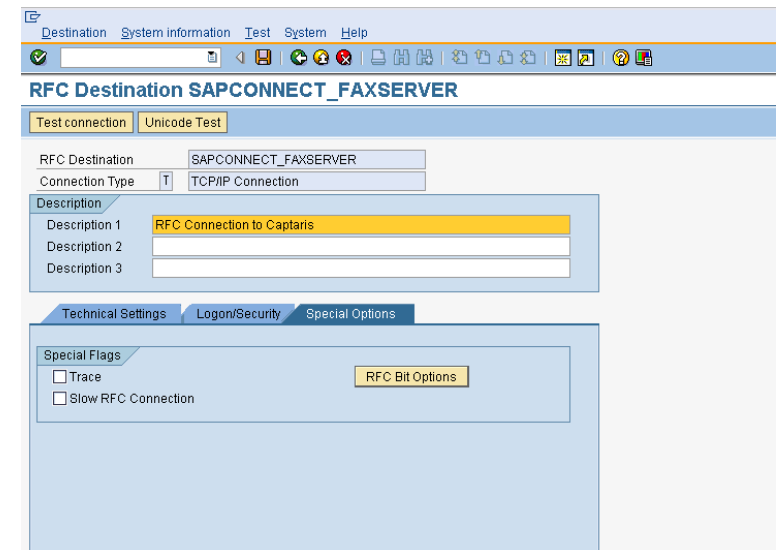 Destination System information Test System Help
RFC Destination SAPCONNECT_FAXSERVER
Test connection Unicode Test
RFC Destination SAPCONNECT_FAXSERVER
Connection Type T TCP/IP Connection
Description
Description 1 RFC Connection to Captaris
Description 2
Description 3
Technical Settings Logon/Security Special Options
Special Flags
Trace RFC Bit Options
Slow RFC Connection